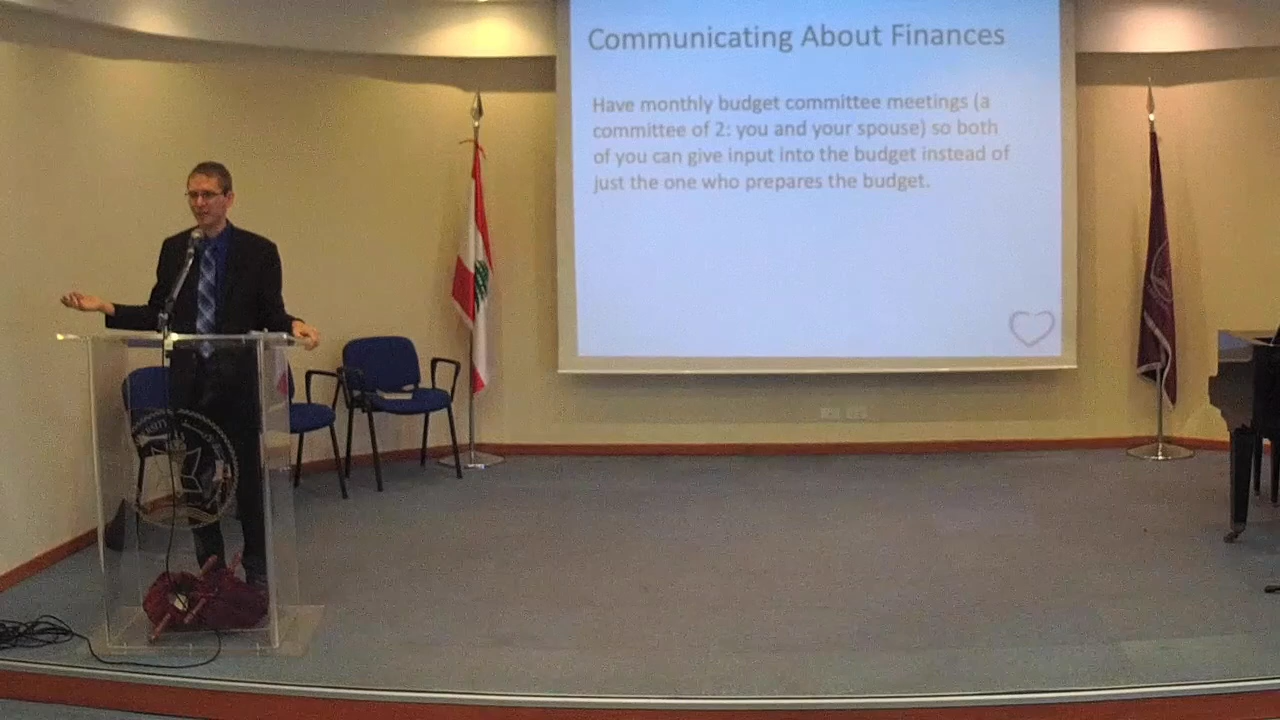 Communicating About Finances
Have monthly budget committee meetings (a
committee of 2: you and your spouse) so both
of you can give input into the budget instead of
just the one who prepares the budget.